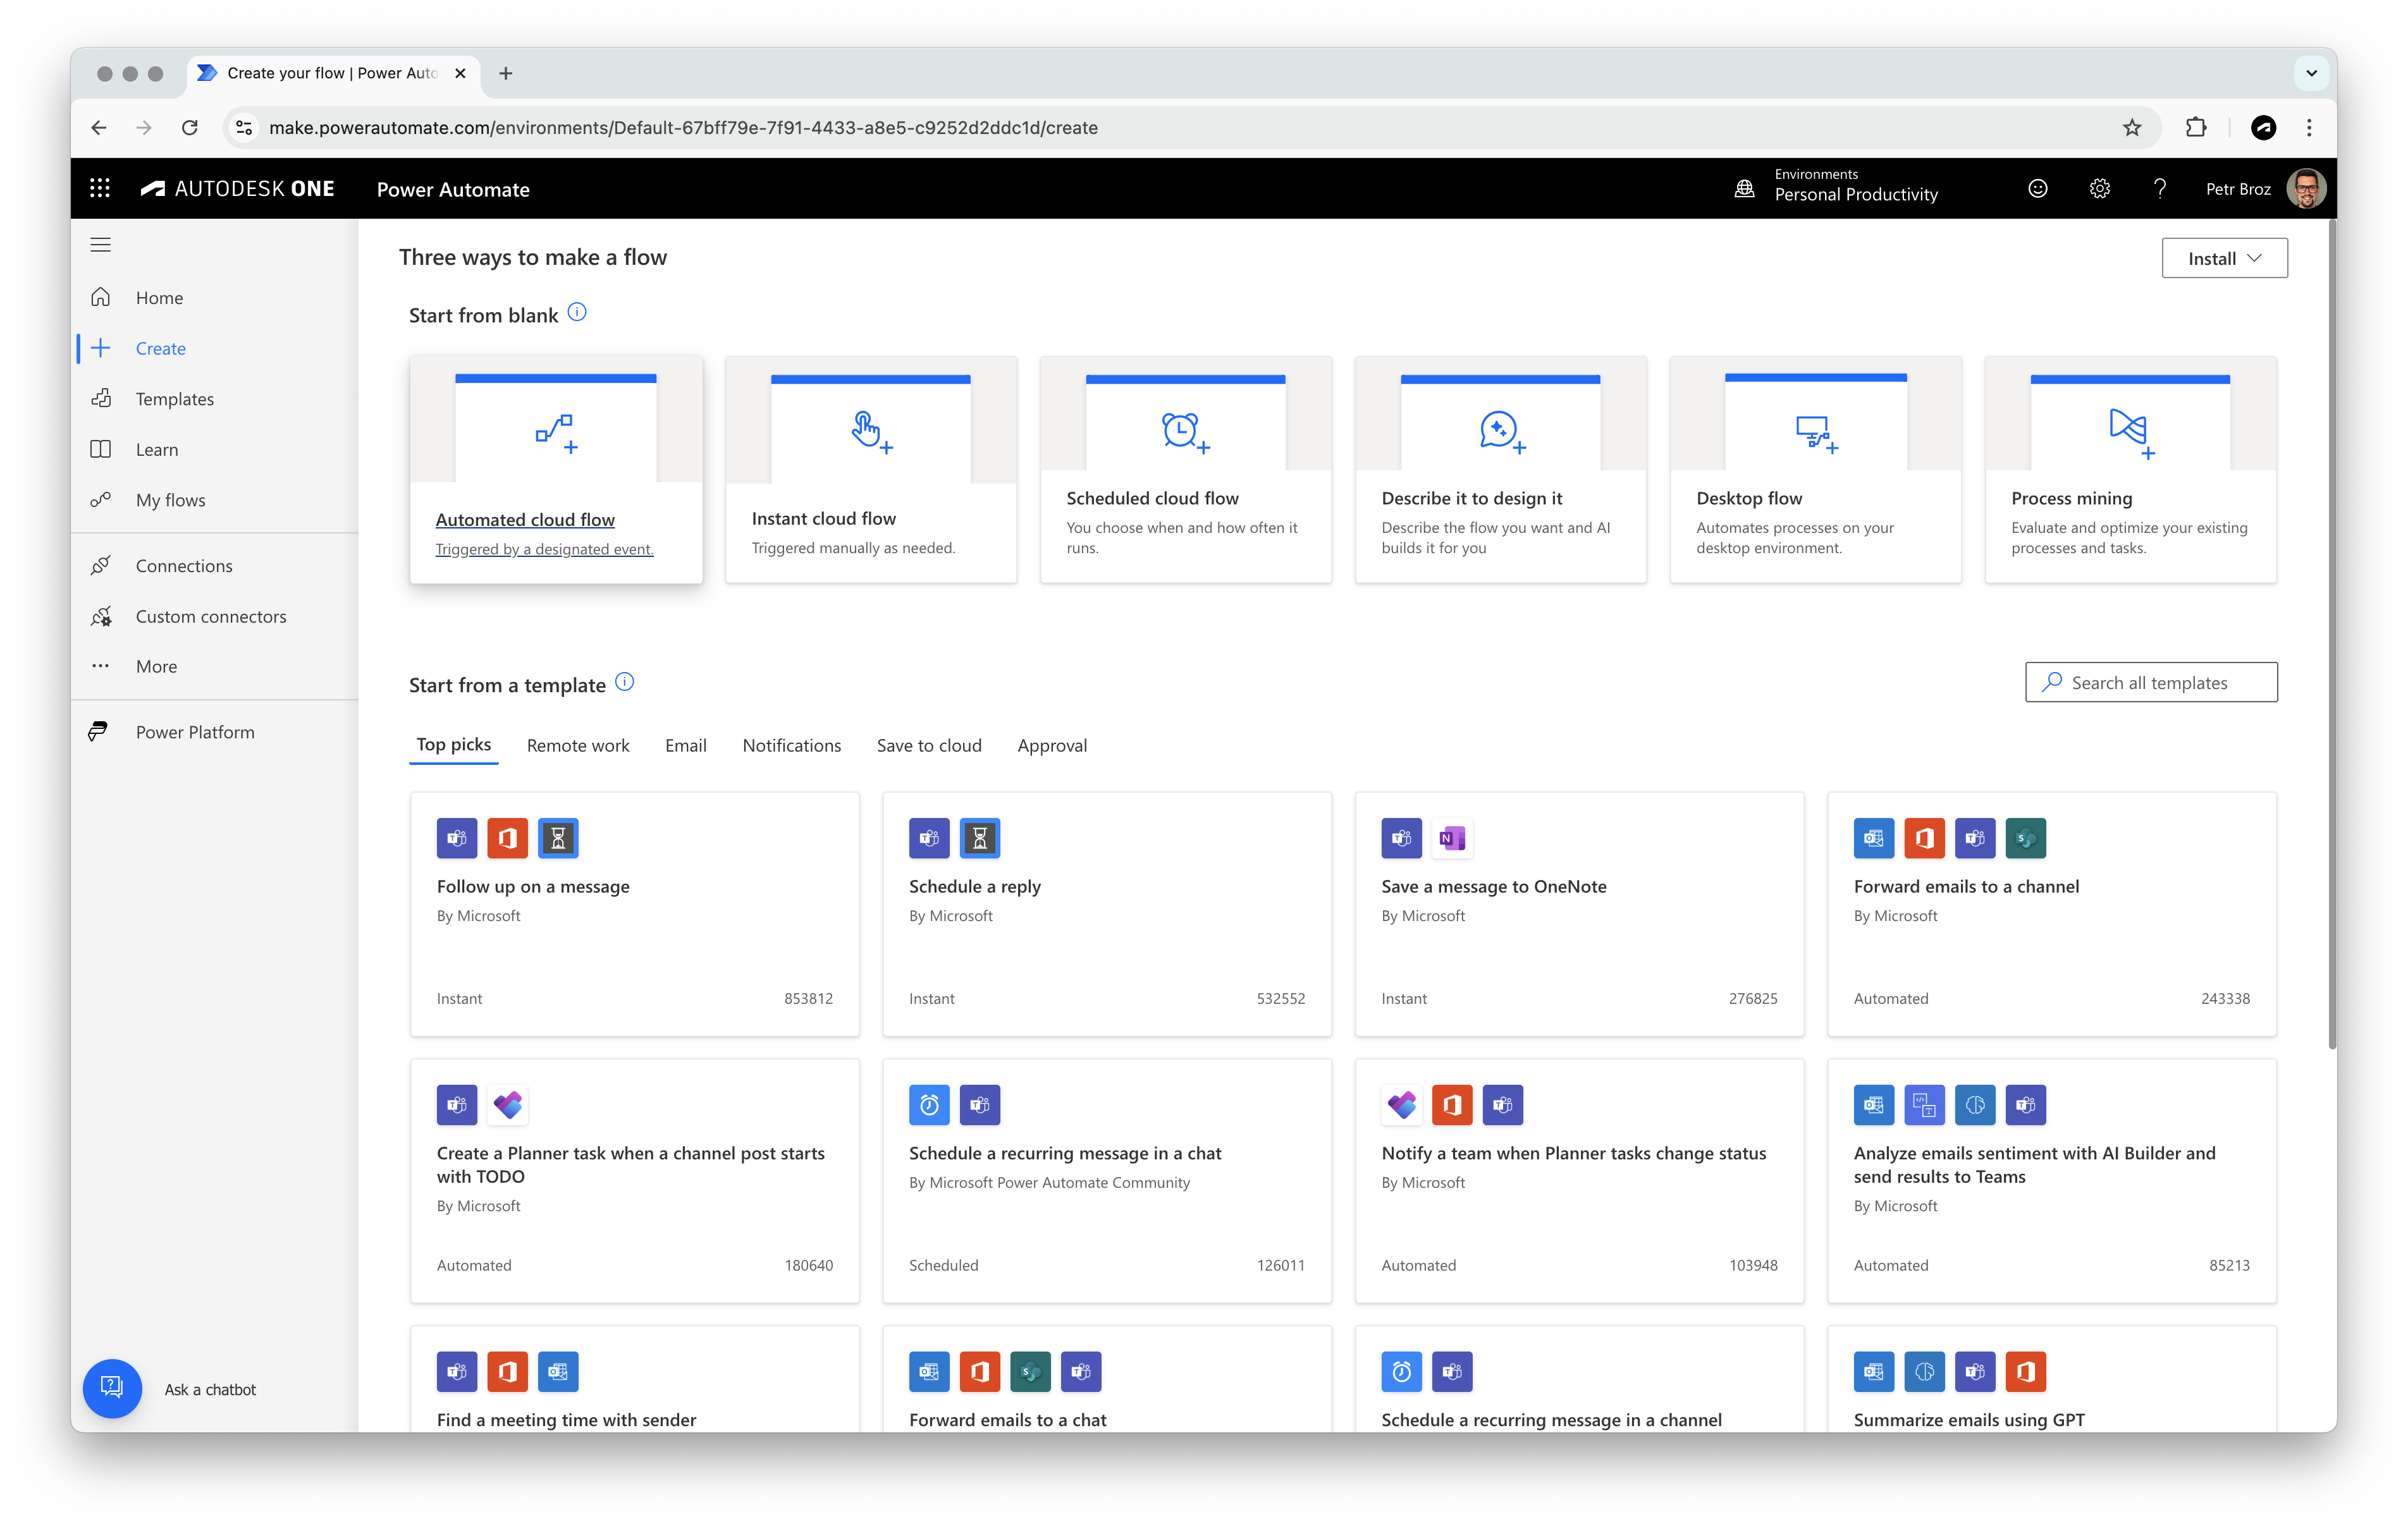 Create your flow | Power Auto
make.powerautomate.com/environments/Default-67bff79e-7f91-4433-a8e5-c9252d2ddc1d/create
AUTODESK ONE
Power Automate
Environments
Personal Productivity
Petr Broz
Home
Create
Templates
Learn
My flows
Connections
Custom connectors
More
Power Platform
Ask a chatbot
Three ways to make a flow
Install
Start from blank
Automated cloud flow
Triggered by a designated event.
Instant cloud flow
Triggered manually as needed.
Scheduled cloud flow
You choose when and how often it
runs.
Describe it to design it
Describe the flow you want and AI
builds it for you
Desktop flow
Automates processes on your
desktop environment.
Process mining
Evaluate and optimize your existing
processes and tasks.
Start from a template
Search all templates
Top picks
Remote work
Email
Notifications
Save to cloud
Approval
Follow up on a message
By Microsoft
Instant
853812
Schedule a reply
By Microsoft
Instant
532552
Save a message to OneNote
By Microsoft
Instant
276825
Forward emails to a channel
By Microsoft
Automated
243338
Create a Planner task when a channel post starts
with TODO
By Microsoft
Automated
180640
Schedule a recurring message in a chat
By Microsoft Power Automate Community
Scheduled
126011
Notify a team when Planner tasks change status
By Microsoft
Automated
103948
Analyze emails sentiment with AI Builder and
send results to Teams
By Microsoft
Automated
85213
Find a meeting time with sender
Forward emails to a chat
Schedule a recurring message in a channel
Summarize emails using GPT